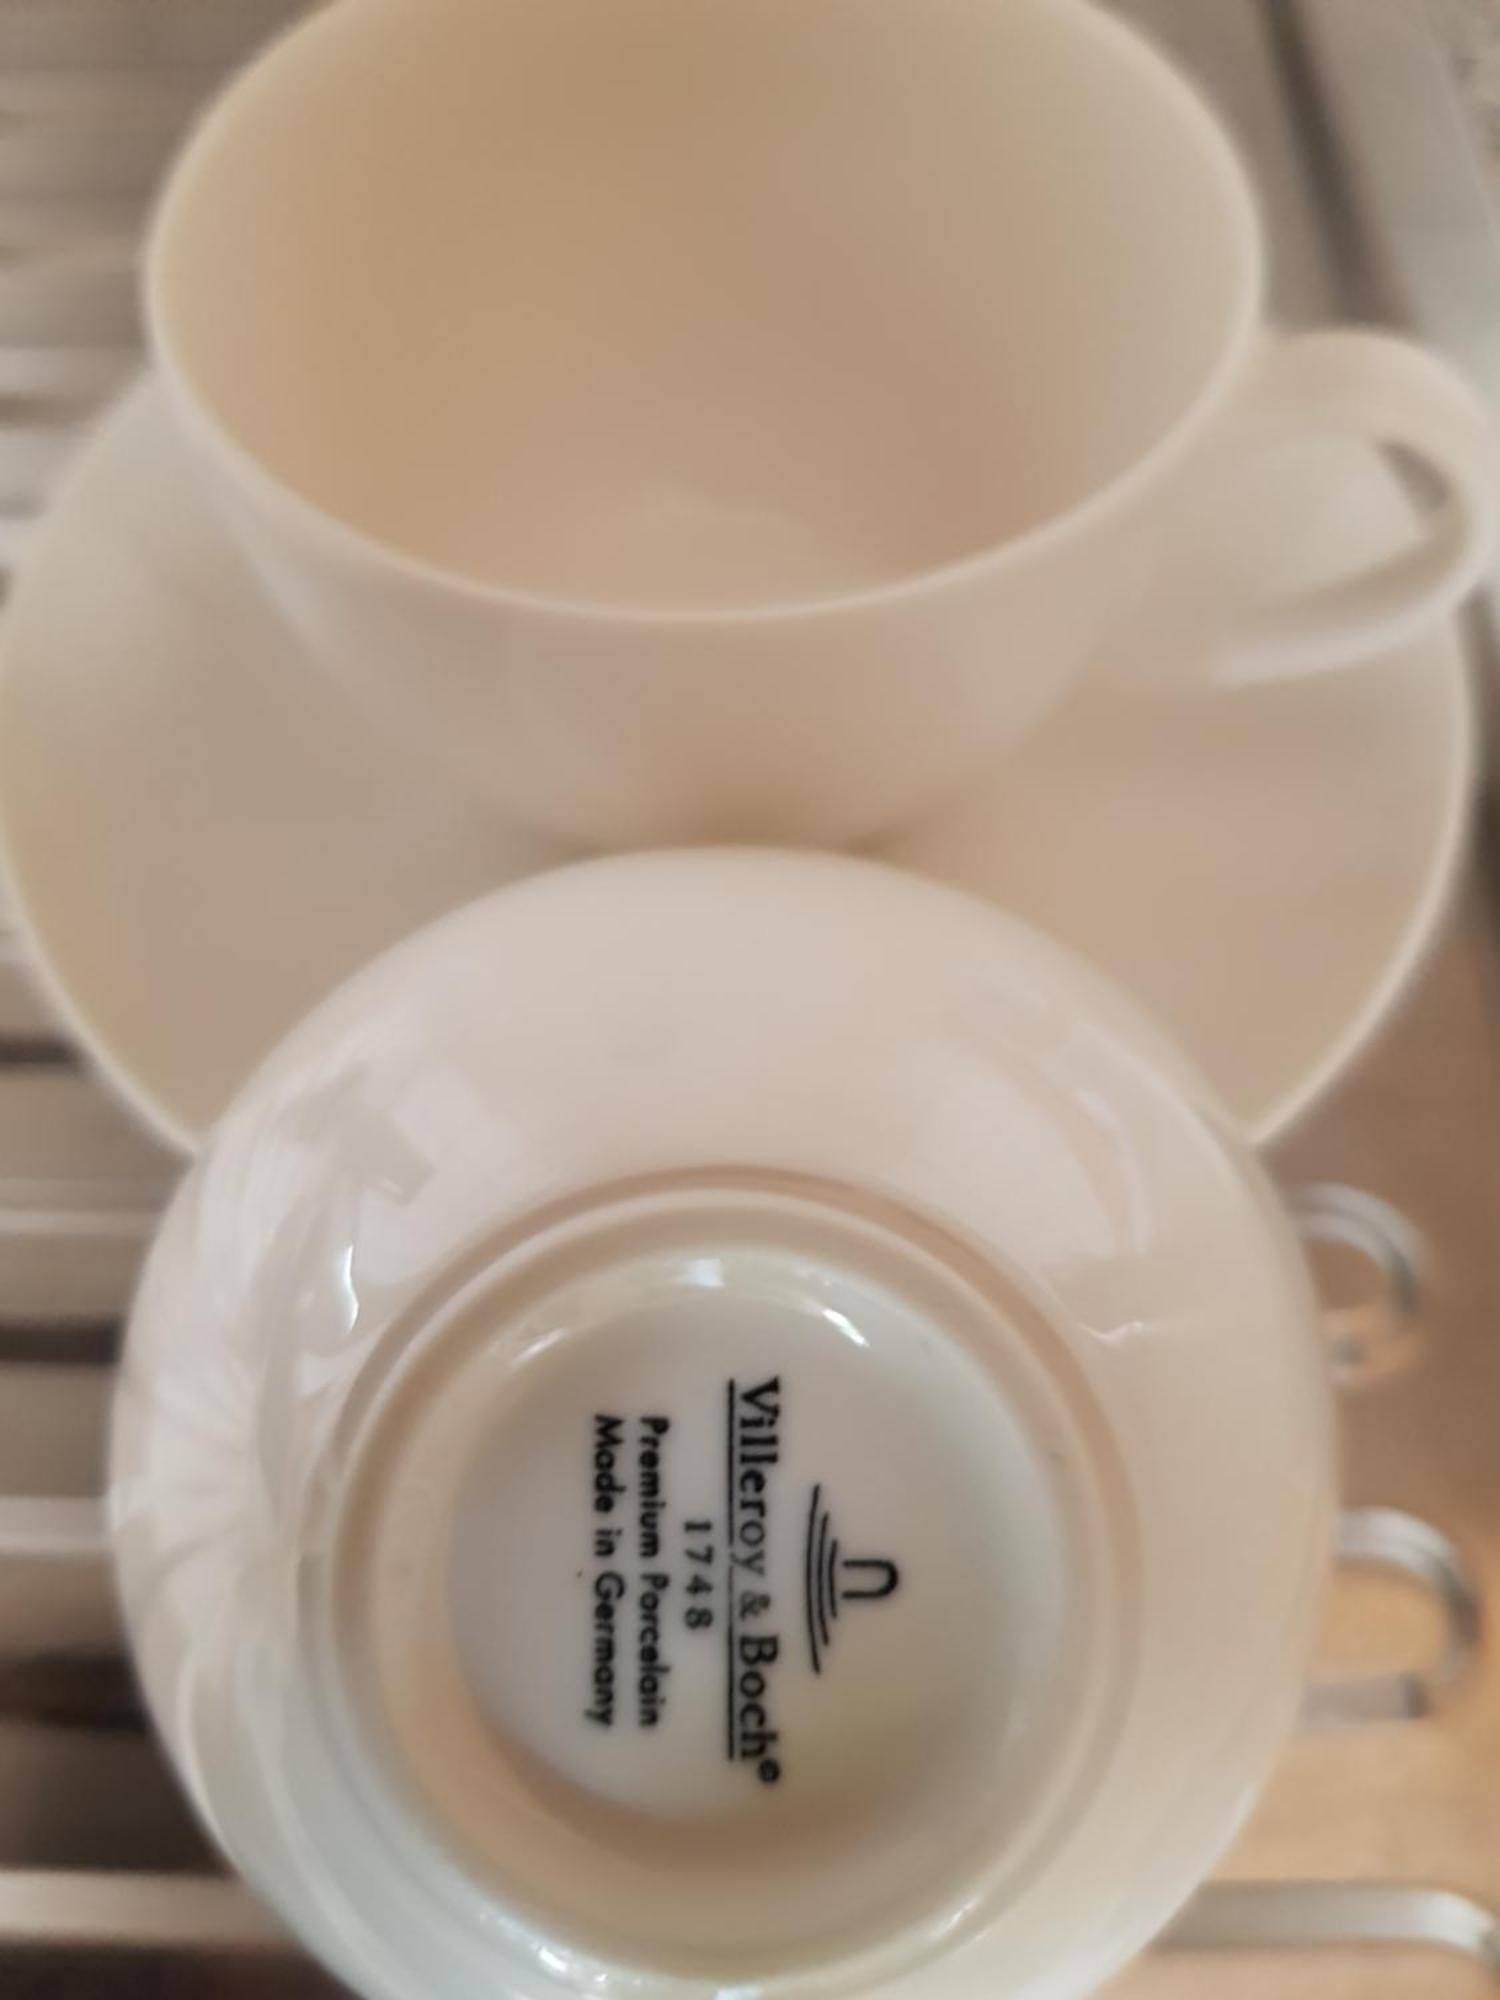 Villeroy & Boch®
1748
Premium Porcelain
Made in Germany